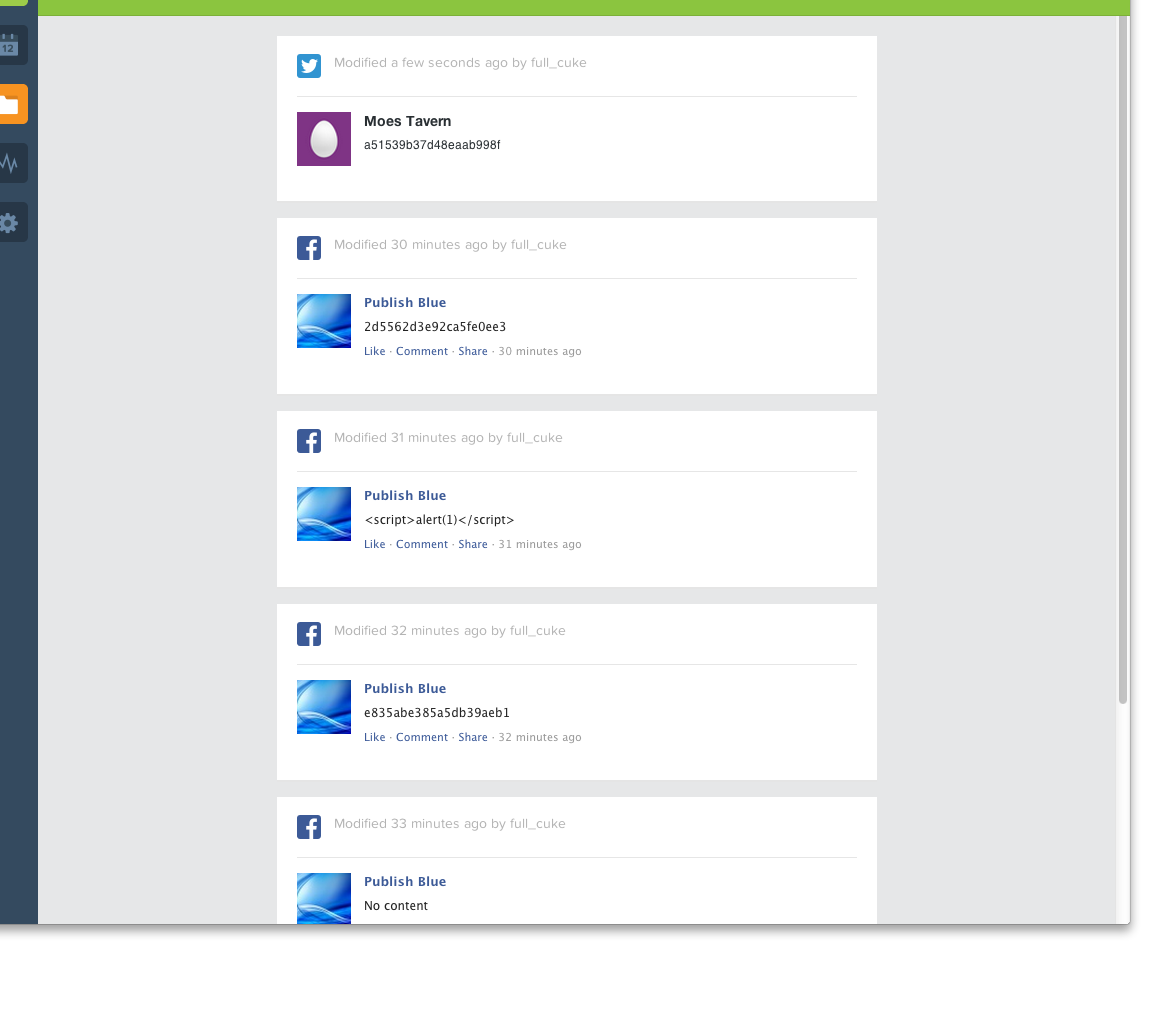 12
Modified a few seconds ago by full_cuke
Moes Tavern
a51539b37d48eaab998f
Modified 30 minutes ago by full_cuke
Publish Blue
2d5562d3e92ca5fe0ee3
Like · Comment · Share · 30 minutes ago
Modified 31 minutes ago by full_cuke
Publish Blue
<script>alert(1)</script>
Like · Comment · Share · 31 minutes ago
Modified 32 minutes ago by full_cuke
Publish Blue
e835abe385a5db39aeb1
Like · Comment · Share · 32 minutes ago
Modified 33 minutes ago by full_cuke
Publish Blue
No content